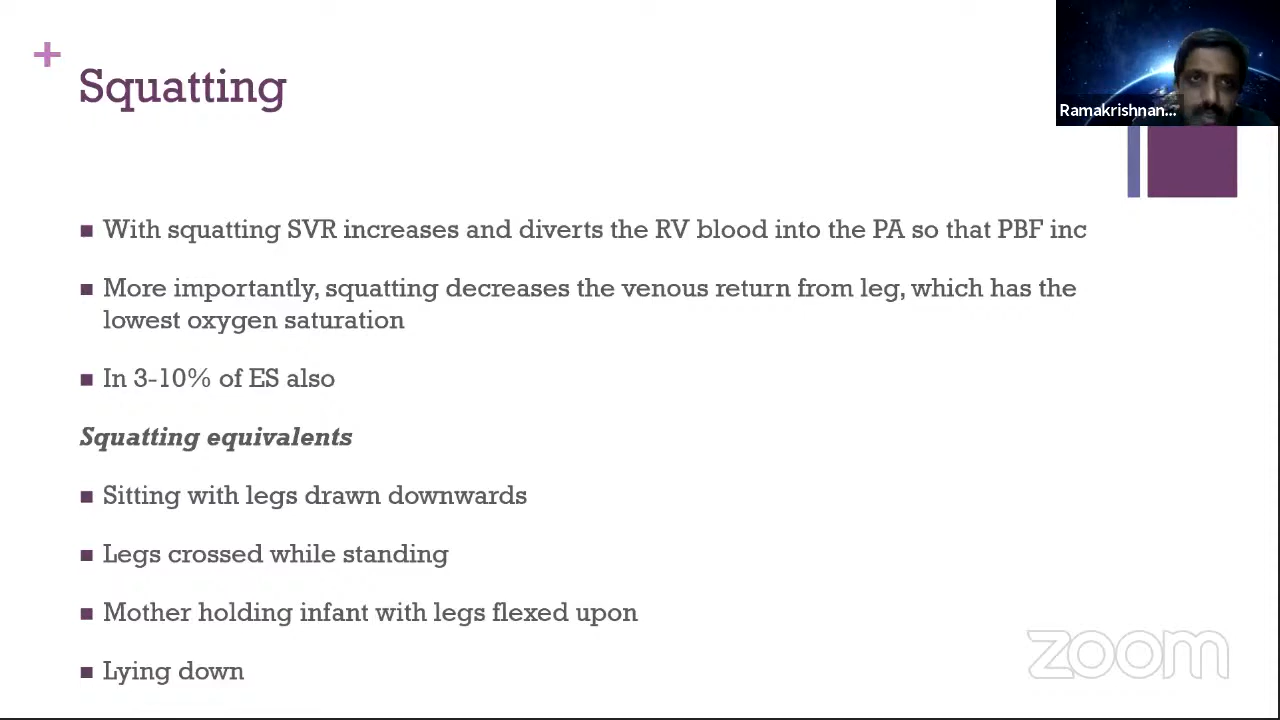 +
Squatting
Ramakrishnan...
■ With squatting SVR increases and diverts the RV blood into the PA so that PBF inc
■ More importantly, squatting decreases the venous return from leg, which has the
lowest oxygen saturation
■ In 3-10% of ES also
Squatting equivalents
■ Sitting with legs drawn downwards
■ Legs crossed while standing
■ Mother holding infant with legs flexed upon
■ Lying down
zoom